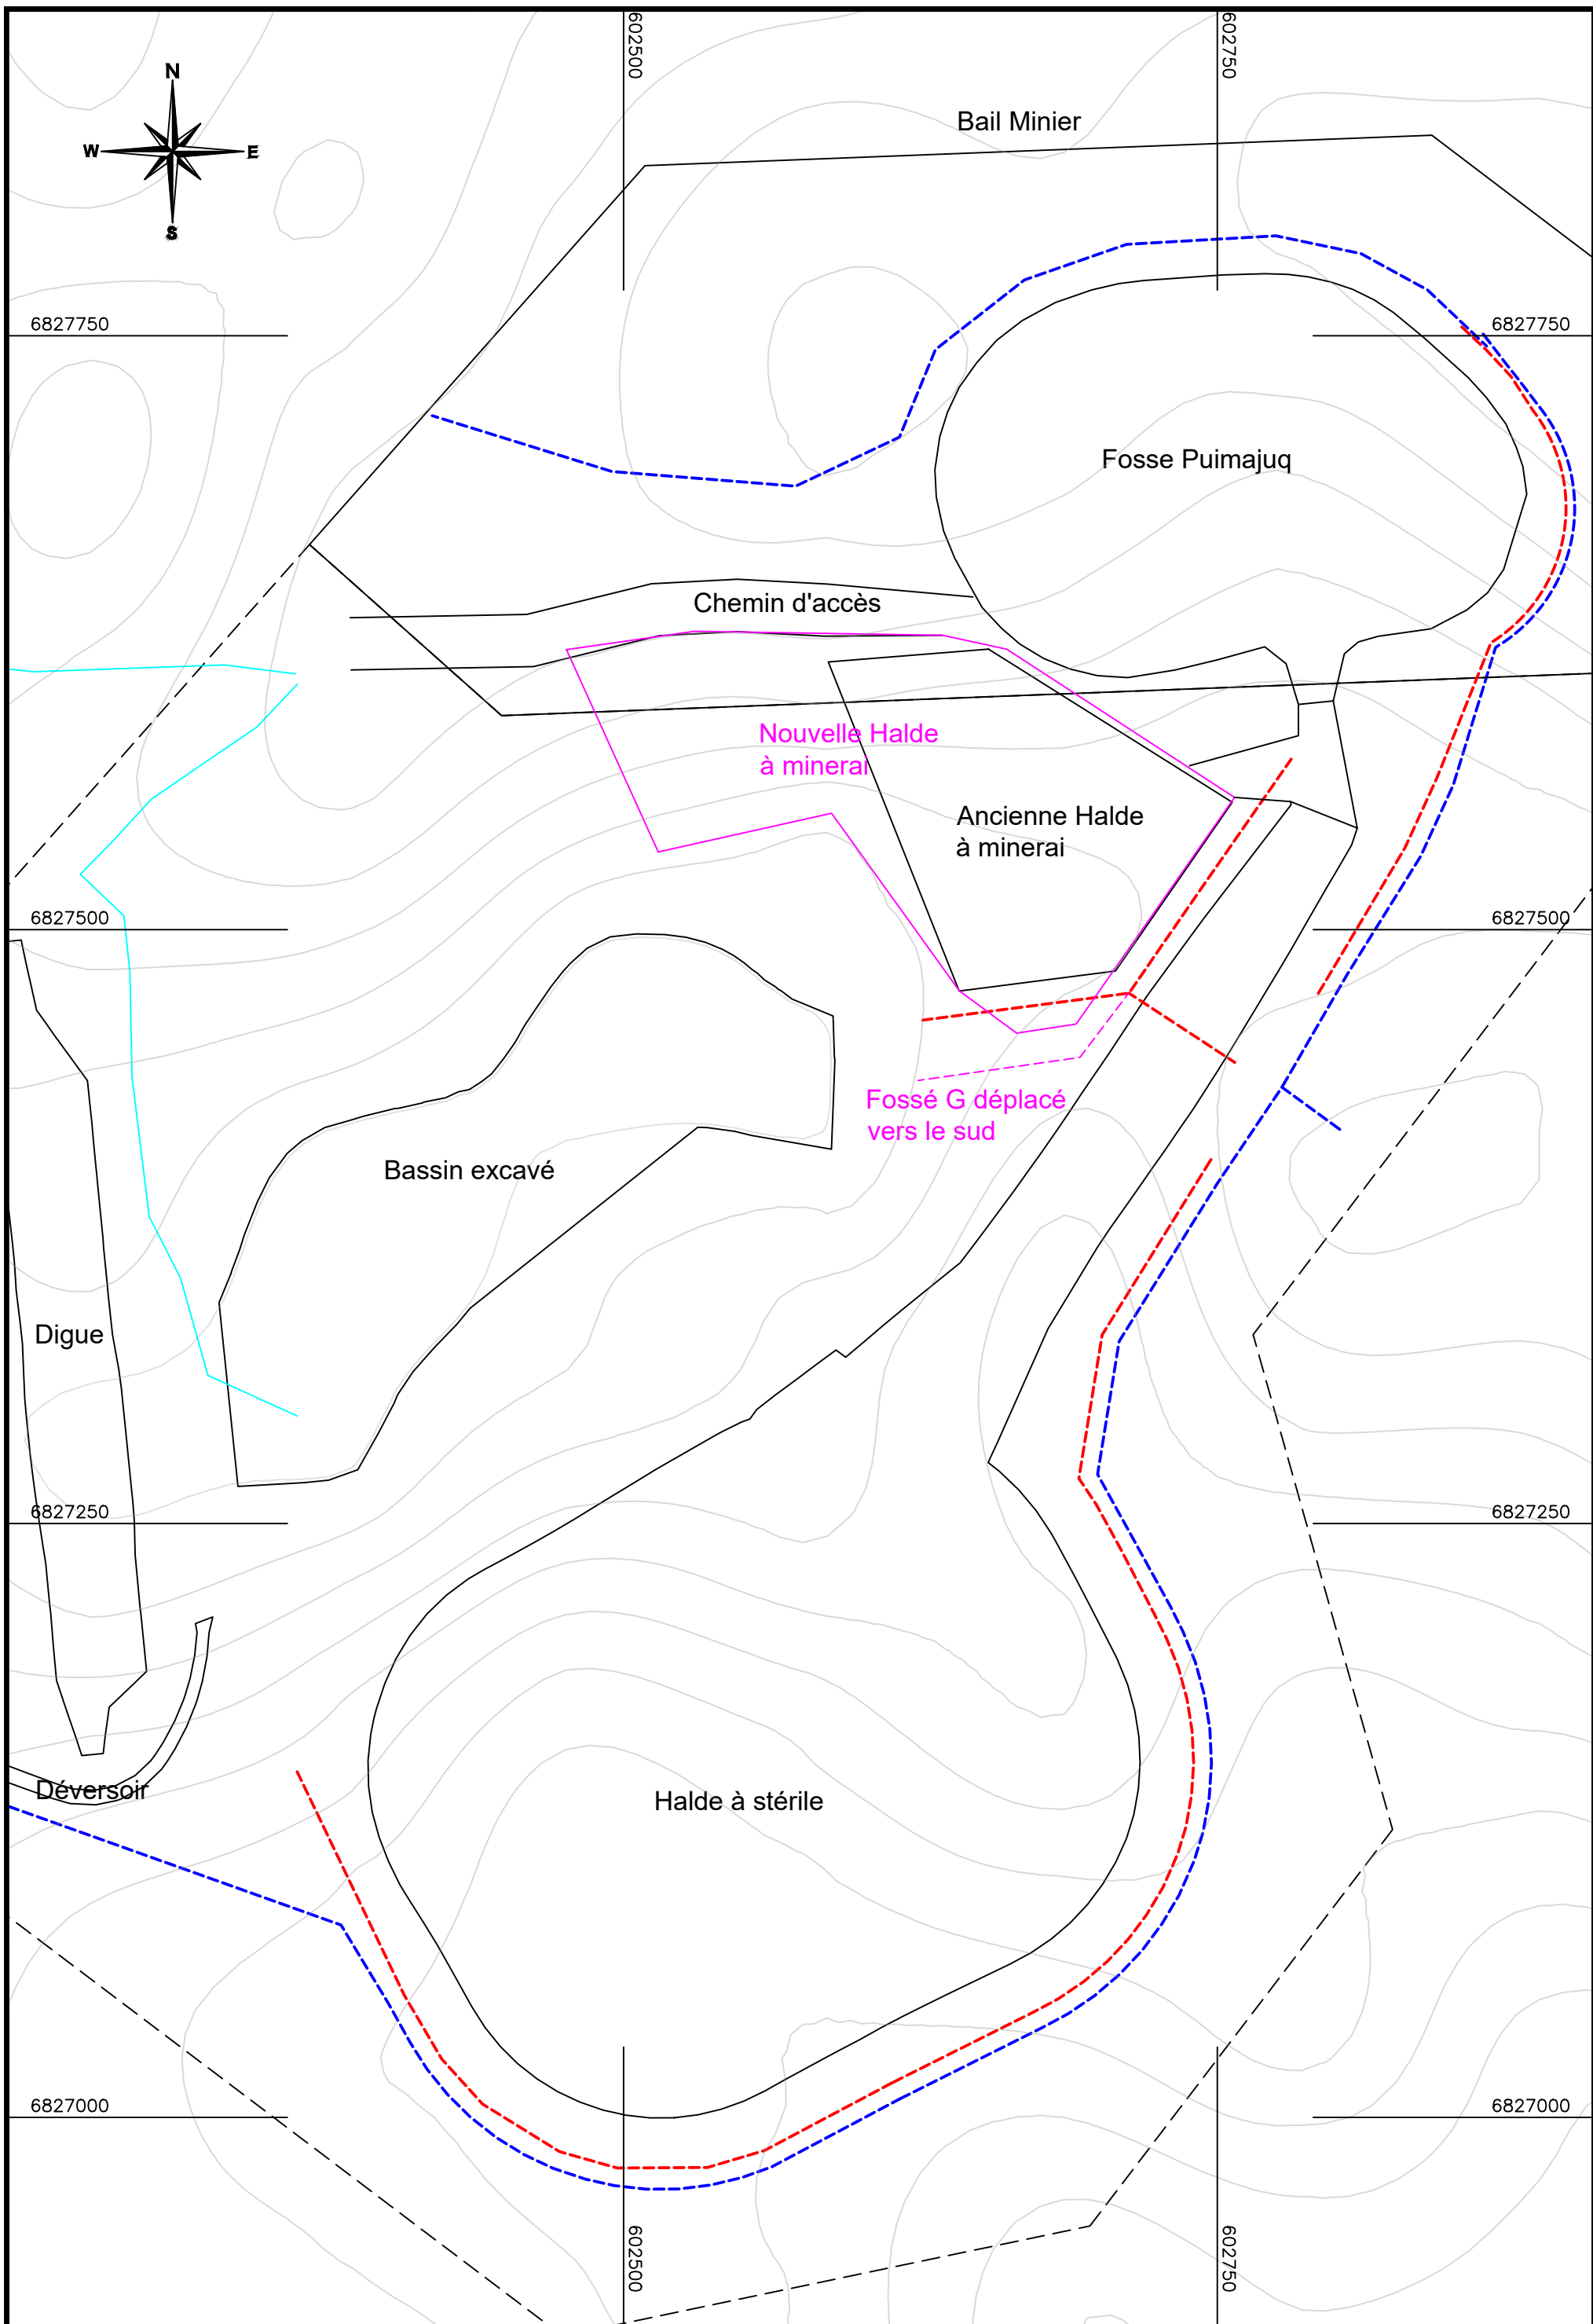 602500
602750
N
W
E
S
Bail Minier
6827750
6827750
Fosse Puimajuq
Chemin d'accès
Nouvelle Halde
à minerai
Ancienne Halde
à minerai
6827500
6827500
Fossé G déplacé
vers le sud
Bassin excavé
Digue
6827250
6827250
Déversoir
Halde à stérile
6827000
6827000
602500
602750